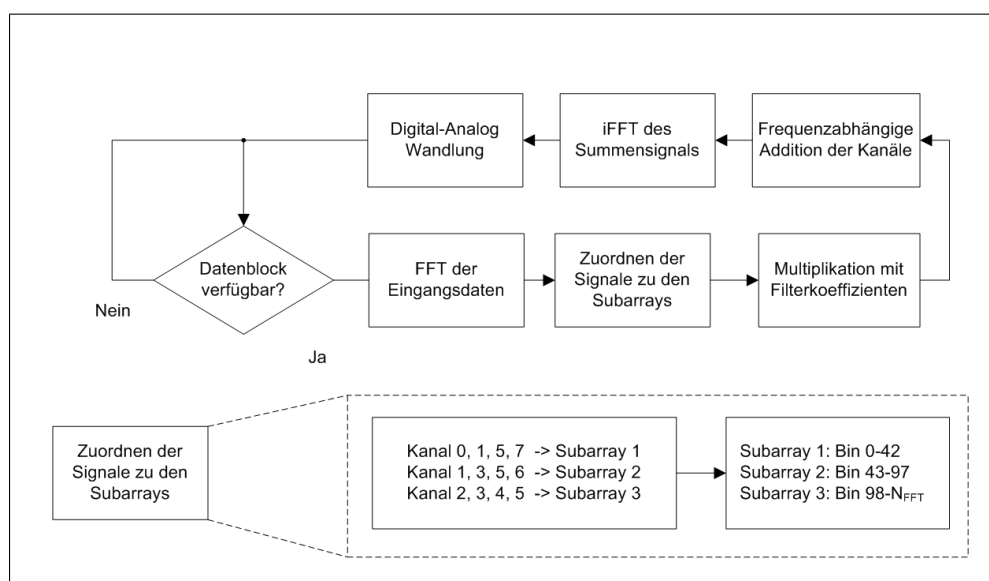 Digital-Analog
Wandlung
iFFT des
Summensignals
Frequenzabhängige
Addition der Kanäle
Datenblock
verfügbar?
FFT der
Eingangsdaten
Zuordnen der
Signale zu den
Subarrays
Multiplikation mit
Filterkoeffizienten
Nein
Ja
Zuordnen der
Signale zu den
Subarrays
Kanal 0, 1, 5, 7 -> Subarray 1
Kanal 1, 3, 5, 6 -> Subarray 2
Kanal 2, 3, 4, 5 -> Subarray 3
Subarray 1: Bin 0-42
Subarray 2: Bin 43-97
Subarray 3: Bin 98-NFFT